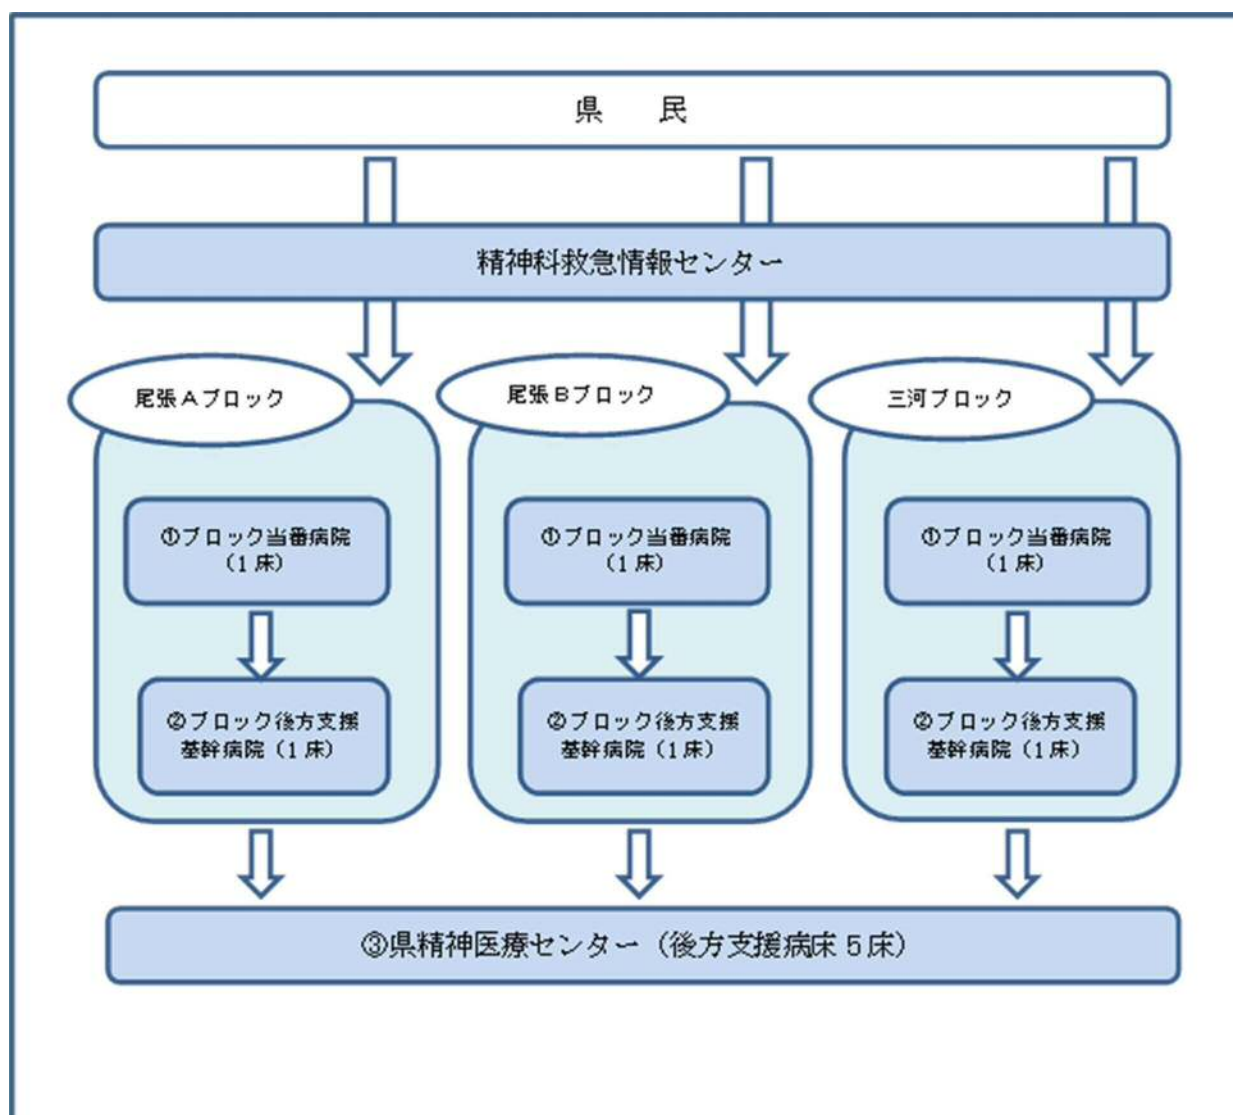 県　　民
精神科救急情報センター
尾張Aブロック
尾張Bブロック
三河ブロック
①ブロック当番病院
（1床）
②ブロック後方支援
基幹病院（1床）
①ブロック当番病院
（1床）
②ブロック後方支援
基幹病院（1床）
①ブロック当番病院
（1床）
②ブロック後方支援
基幹病院（1床）
③県精神医療センター（後方支援病床5床）